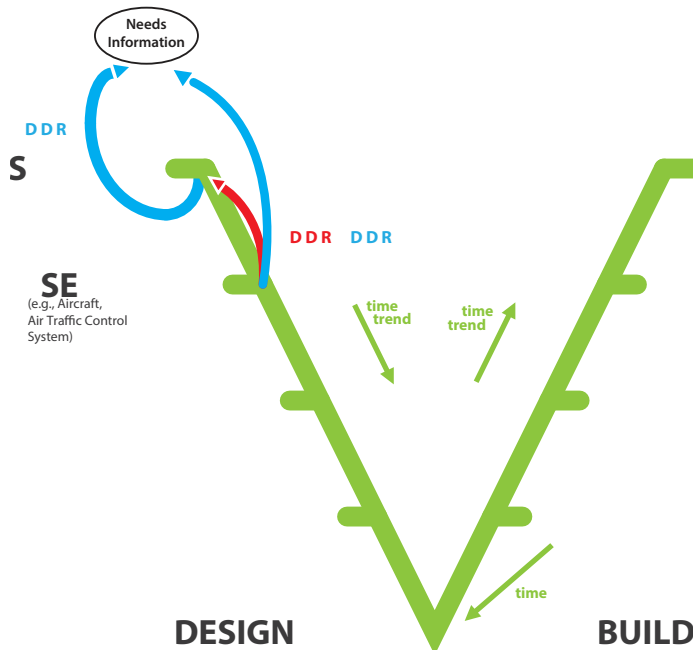 Needs
Information
DDR
S
DDR DDR
SE
(e.g., Aircraft,
Air Traffic Control
System)
time
trend
time
trend
time
DESIGN
BUILD